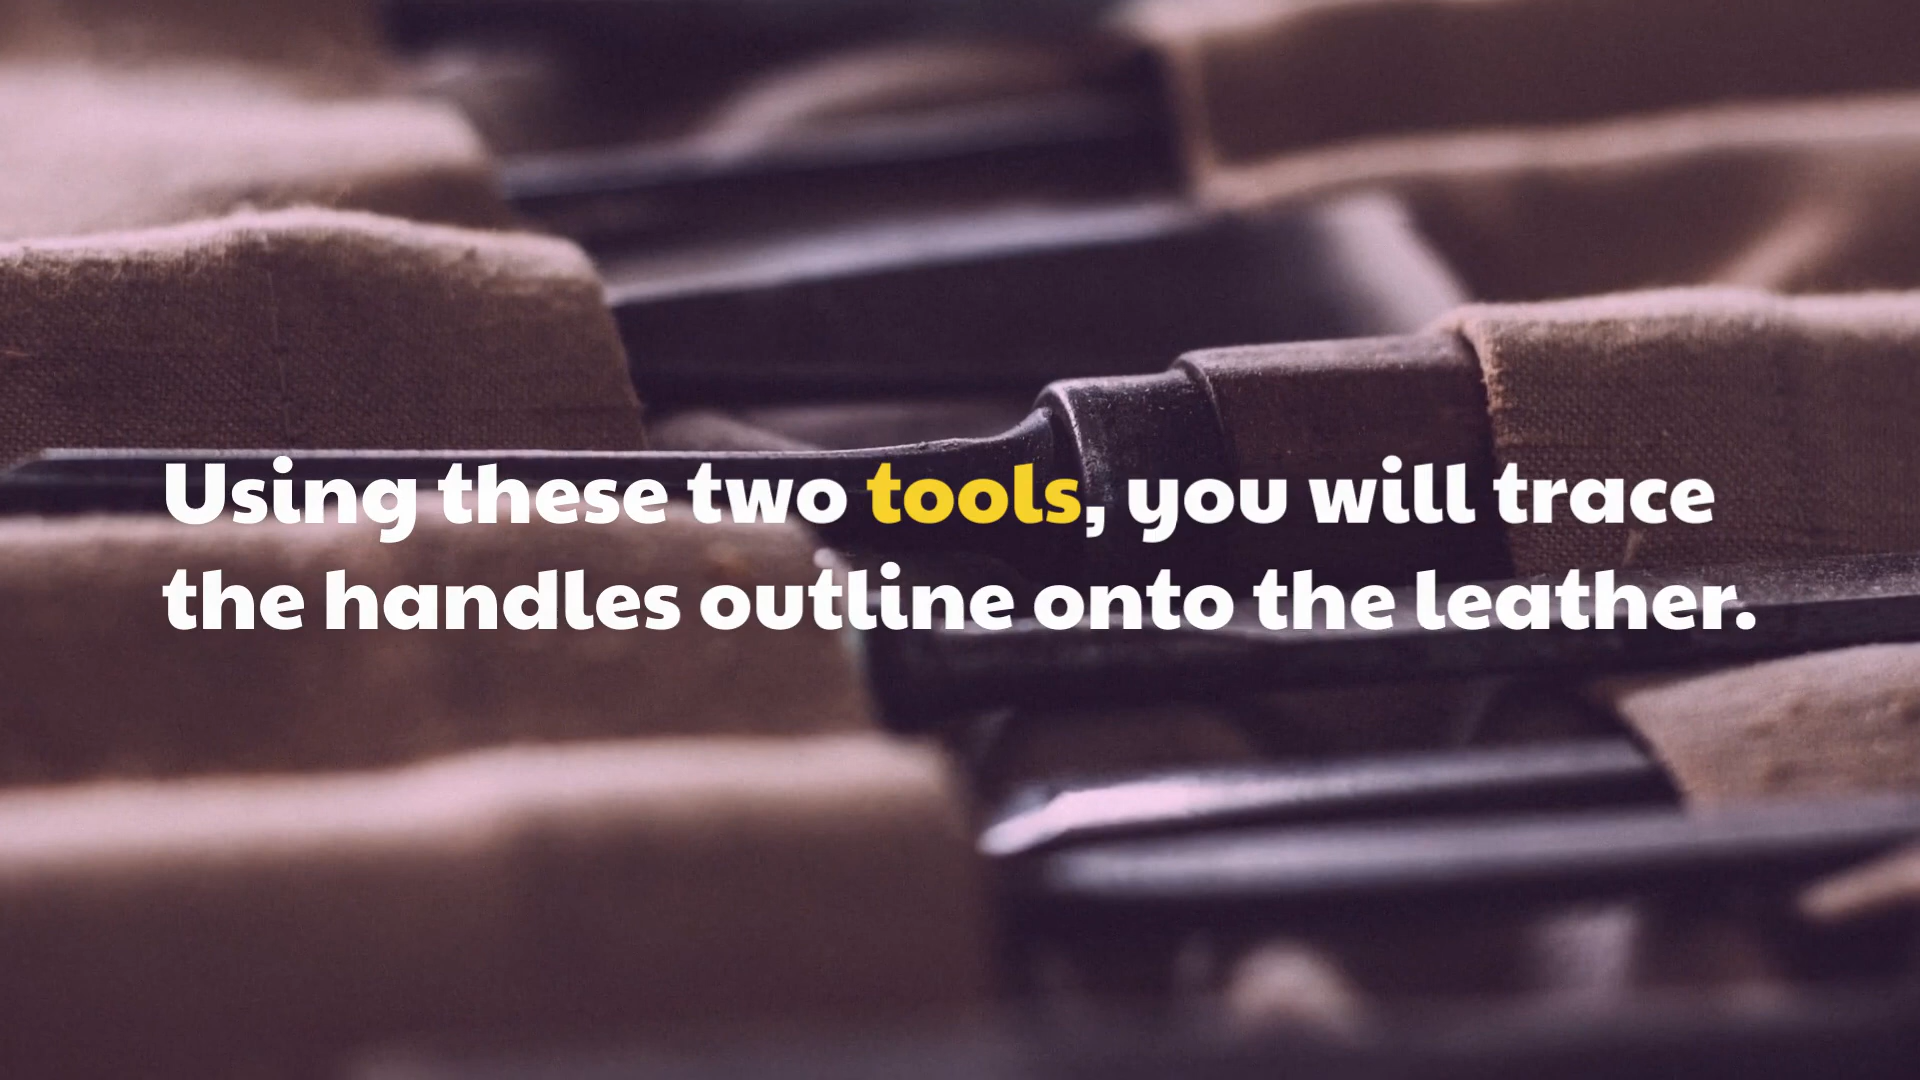 Using these two tools, you will trace
the handles outline onto the leather.